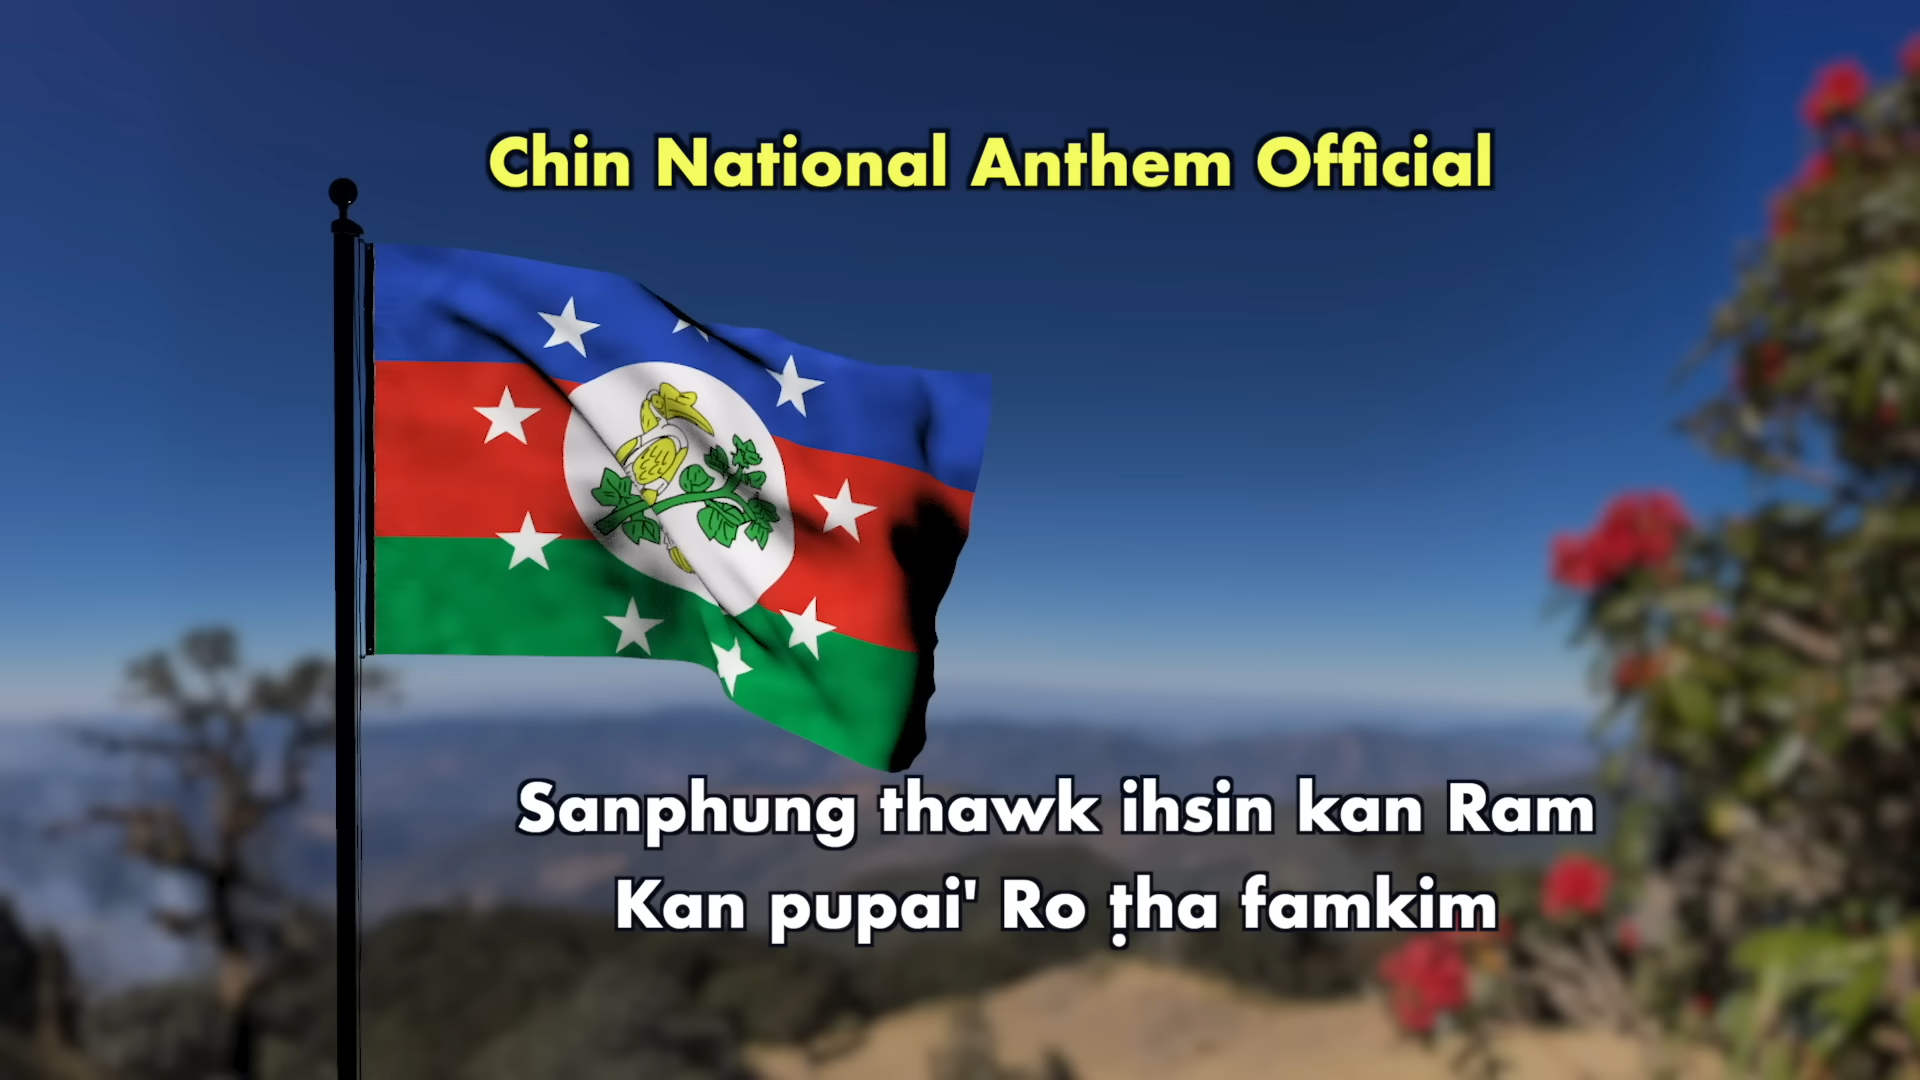 Chin National Anthem Official
Sanphung thawk ihsin kan Ram
Kan pupai' Ro ṭha famkim